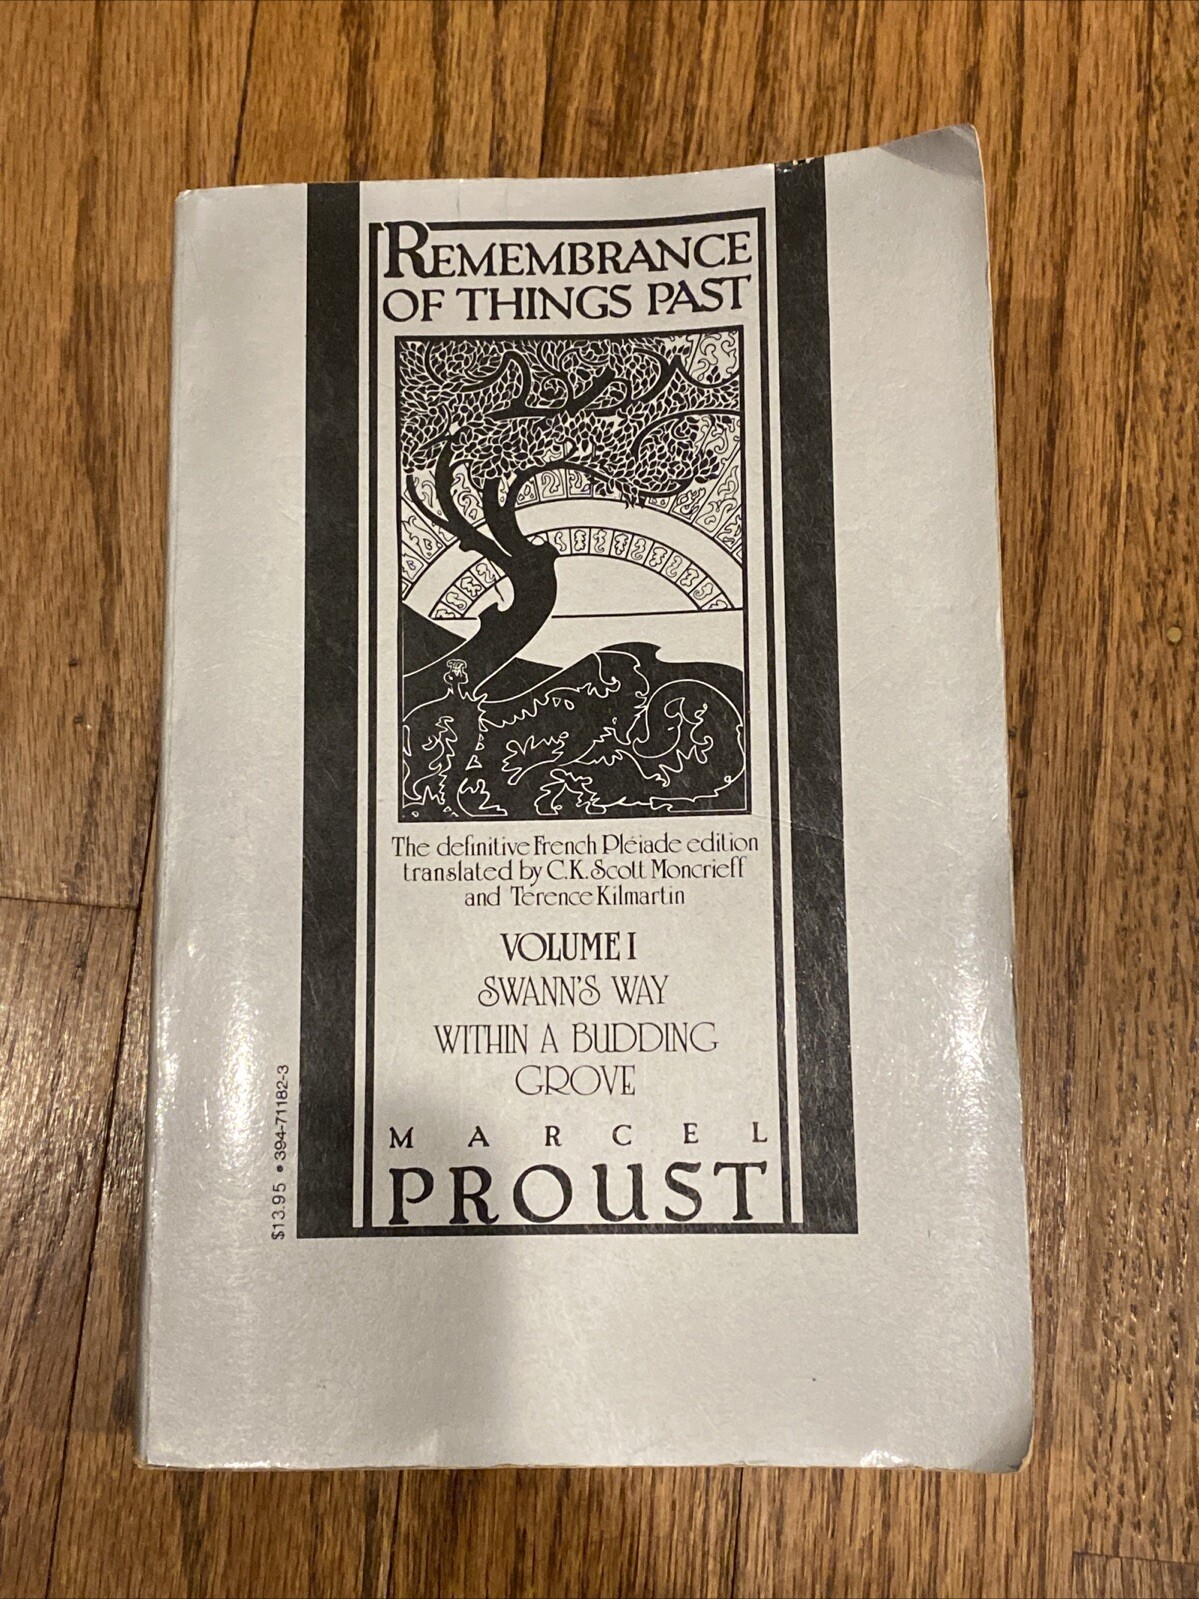 REMEMBRANCE
OF THINGS PAST
The definitive French Pléiade edition
translated by C.K. Scott Moncrieff
and Terence Kilmartin
VOLUME I
SWANN'S WAY
WITHIN A BUDDING
GROVE
MARCEL
PROUST
$13.95 • 394-71182-3